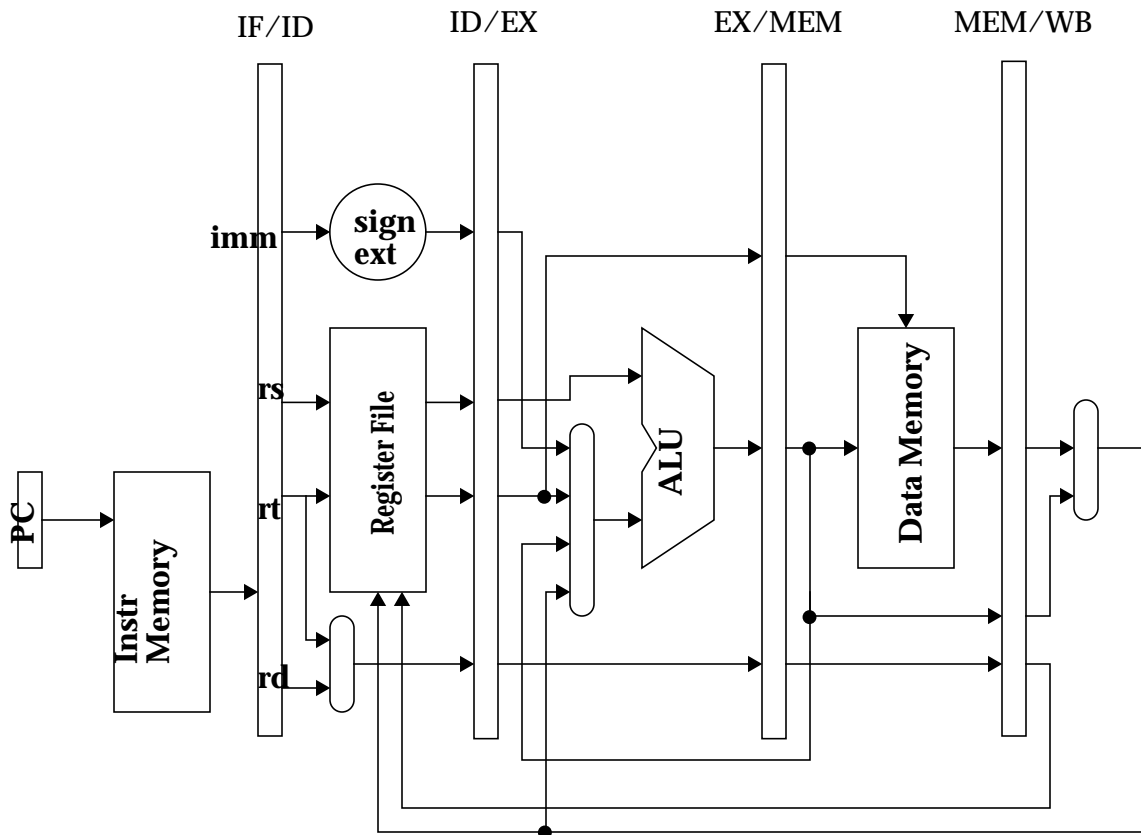 IF/ID
ID/EX
EX/MEM
MEM/WB
imm
sign
ext
rs
rt
rd
Register File
PC
Instr
Memory
ALU
Data Memory